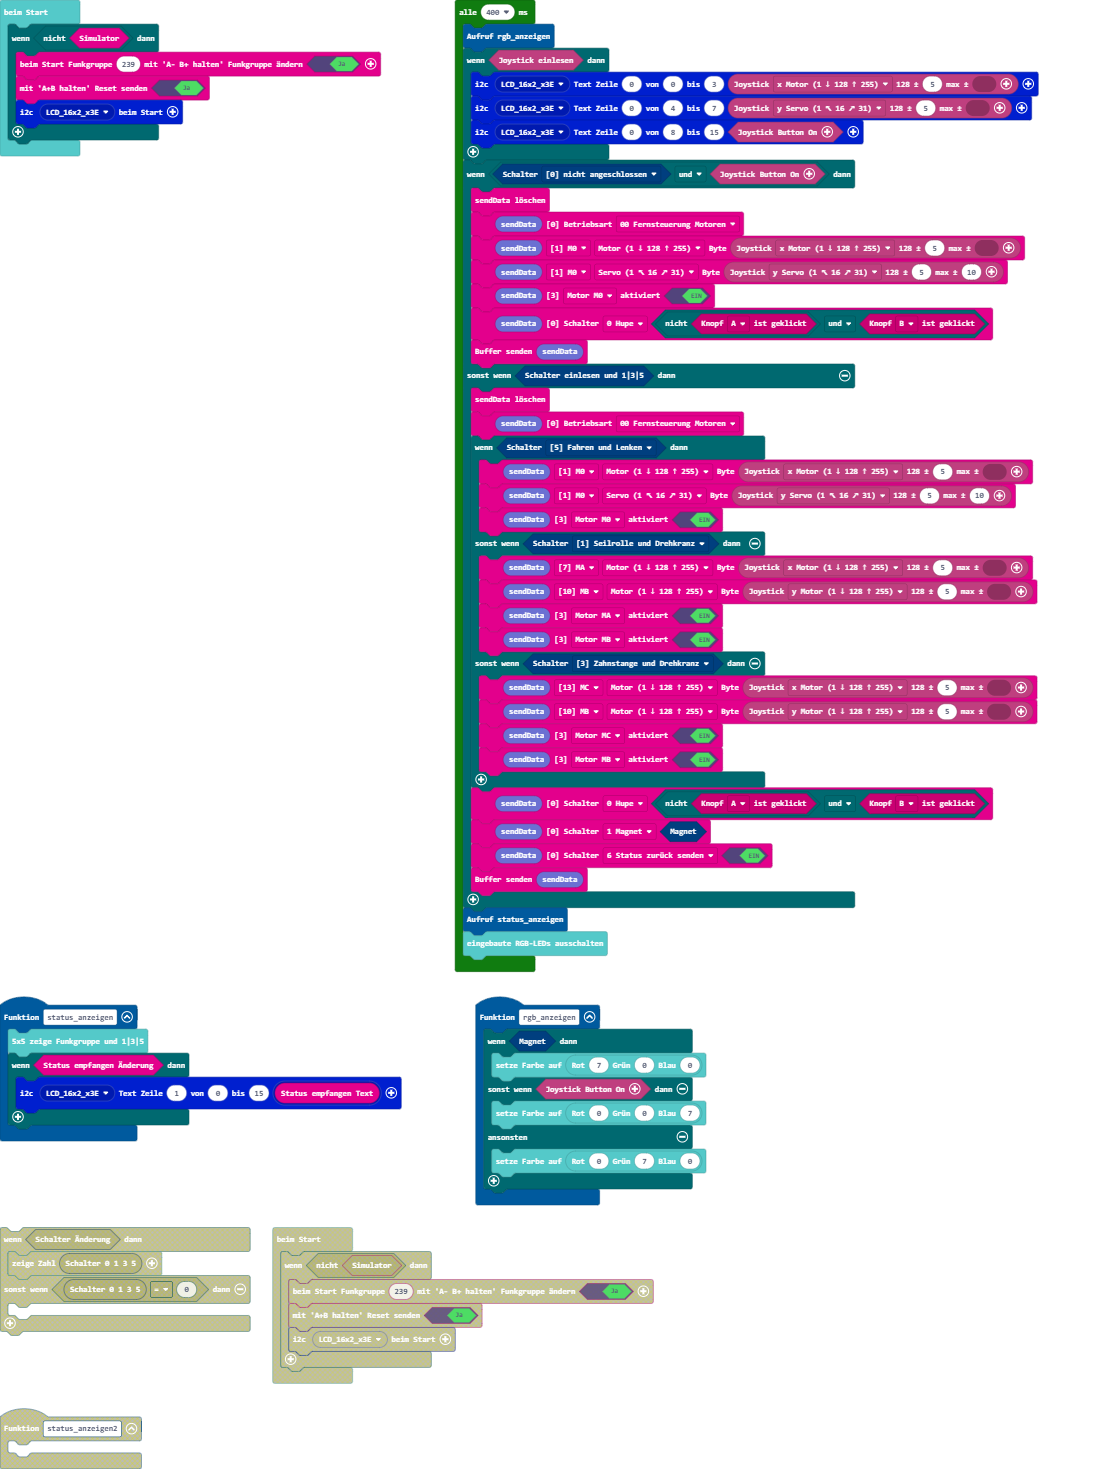 beim Start
wenn nicht Simulator dann
beim Start Funkgruppe 239 mit 'A- B+ halten' Funkgruppe ändern Ja
mit 'A+B halten' Reset senden Ja
i2c LCD_16x2_x3E beim Start
alle 400 ms
Aufruf rgb_anzeigen
wenn Joystick einlesen dann
i2c LCD_16x2_x3E Text Zeile 0 von 0 bis 3 Joystick x Motor (1 ↓ 128 ↑ 255) 128 ± 5 max ±
i2c LCD_16x2_x3E Text Zeile 0 von 4 bis 7 Joystick y Servo (1 ↖ 16 ↗ 31) 128 ± 5 max ±
i2c LCD_16x2_x3E Text Zeile 0 von 8 bis 15 Joystick Button On
wenn Schalter [0] nicht angeschlossen und Joystick Button On dann
sendData löschen
sendData [0] Betriebsart 00 Fernsteuerung Motoren
sendData [1] M0 Motor (1 ↓ 128 ↑ 255) Byte Joystick x Motor (1 ↓ 128 ↑ 255) 128 ± 5 max ±
sendData [1] M0 Servo (1 ↖ 16 ↗ 31) Byte Joystick y Servo (1 ↖ 16 ↗ 31) 128 ± 5 max ± 10
sendData [3] Motor M0 aktiviert EIN
sendData [0] Schalter 0 Hupe nicht Knopf A ist geklickt und Knopf B ist geklickt
Buffer senden sendData
sonst wenn Schalter einlesen und 1|3|5 dann
sendData löschen
sendData [0] Betriebsart 00 Fernsteuerung Motoren
wenn Schalter [5] Fahren und Lenken dann
sendData [1] M0 Motor (1 ↓ 128 ↑ 255) Byte Joystick x Motor (1 ↓ 128 ↑ 255) 128 ± 5 max ±
sendData [1] M0 Servo (1 ↖ 16 ↗ 31) Byte Joystick y Servo (1 ↖ 16 ↗ 31) 128 ± 5 max ± 10
sendData [3] Motor M0 aktiviert EIN
sonst wenn Schalter [1] Seilrolle und Drehkranz dann
sendData [7] MA Motor (1 ↓ 128 ↑ 255) Byte Joystick x Motor (1 ↓ 128 ↑ 255) 128 ± 5 max ±
sendData [10] MB Motor (1 ↓ 128 ↑ 255) Byte Joystick y Motor (1 ↓ 128 ↑ 255) 128 ± 5 max ±
sendData [3] Motor MA aktiviert EIN
sendData [3] Motor MB aktiviert EIN
sonst wenn Schalter [3] Zahnstange und Drehkranz dann
sendData [13] MC Motor (1 ↓ 128 ↑ 255) Byte Joystick x Motor (1 ↓ 128 ↑ 255) 128 ± 5 max ±
sendData [10] MB Motor (1 ↓ 128 ↑ 255) Byte Joystick y Motor (1 ↓ 128 ↑ 255) 128 ± 5 max ±
sendData [3] Motor MC aktiviert EIN
sendData [3] Motor MB aktiviert EIN
sendData [0] Schalter 0 Hupe nicht Knopf A ist geklickt und Knopf B ist geklickt
sendData [0] Schalter 1 Magnet Magnet
sendData [0] Schalter 6 Status zurück senden EIN
Buffer senden sendData
Aufruf status_anzeigen
eingebaute RGB-LEDs ausschalten
Funktion status_anzeigen
5x5 zeige Funkgruppe und 1|3|5
wenn Status empfangen Änderung dann
i2c LCD_16x2_x3E Text Zeile 1 von 0 bis 15 Status empfangen Text
Funktion rgb_anzeigen
wenn Magnet dann
setze Farbe auf Rot 7 Grün 0 Blau 0
sonst wenn Joystick Button On dann
setze Farbe auf Rot 0 Grün 0 Blau 7
ansonsten
setze Farbe auf Rot 0 Grün 7 Blau 0
wenn Schalter Änderung dann
zeige Zahl Schalter 0 1 3 5
sonst wenn Schalter 0 1 3 5 = 0 dann
beim Start
wenn nicht Simulator dann
beim Start Funkgruppe 239 mit 'A- B+ halten' Funkgruppe ändern Ja
mit 'A+B halten' Reset senden Ja
i2c LCD_16x2_x3E beim Start
Funktion status_anzeigen2